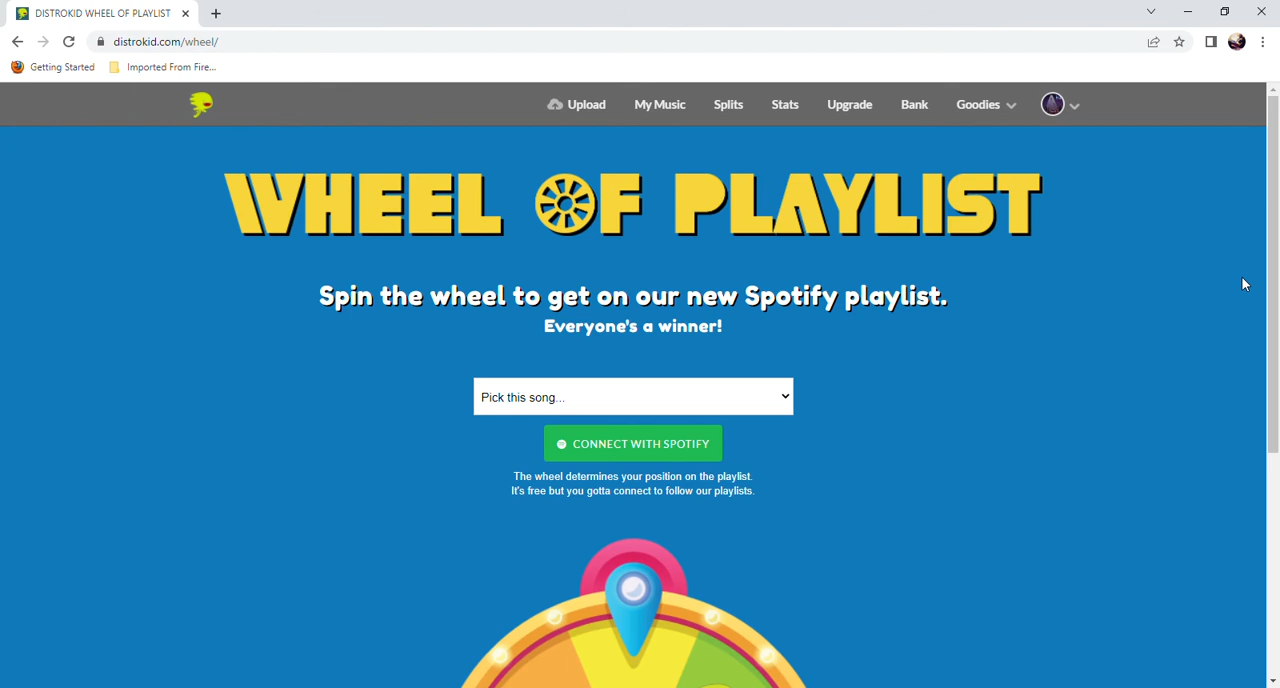 DISTROKID WHEEL OF PLAYLIST
distrokid.com/wheel/
Getting Started Imported From Fire...
Upload My Music Splits Stats Upgrade Bank Goodies
WHEEL OF PLAYLIST
Spin the wheel to get on our new Spotify playlist.
Everyone's a winner!
Pick this song...
CONNECT WITH SPOTIFY
The wheel determines your position on the playlist.
It's free but you gotta connect to follow our playlists.